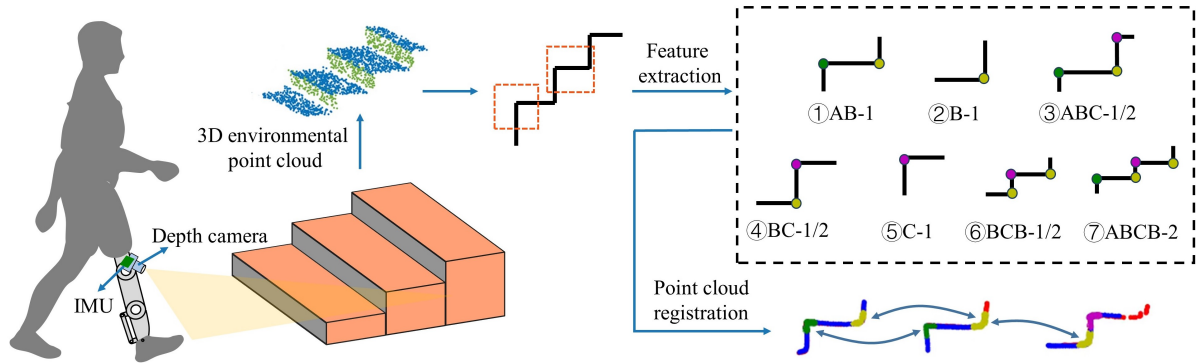 3D environmental
point cloud
Depth camera
IMU
Feature
extraction
①AB-1
②B-1
③ABC-1/2
④BC-1/2
⑤C-1
⑥BCB-1/2
⑦ABCB-2
Point cloud
registration